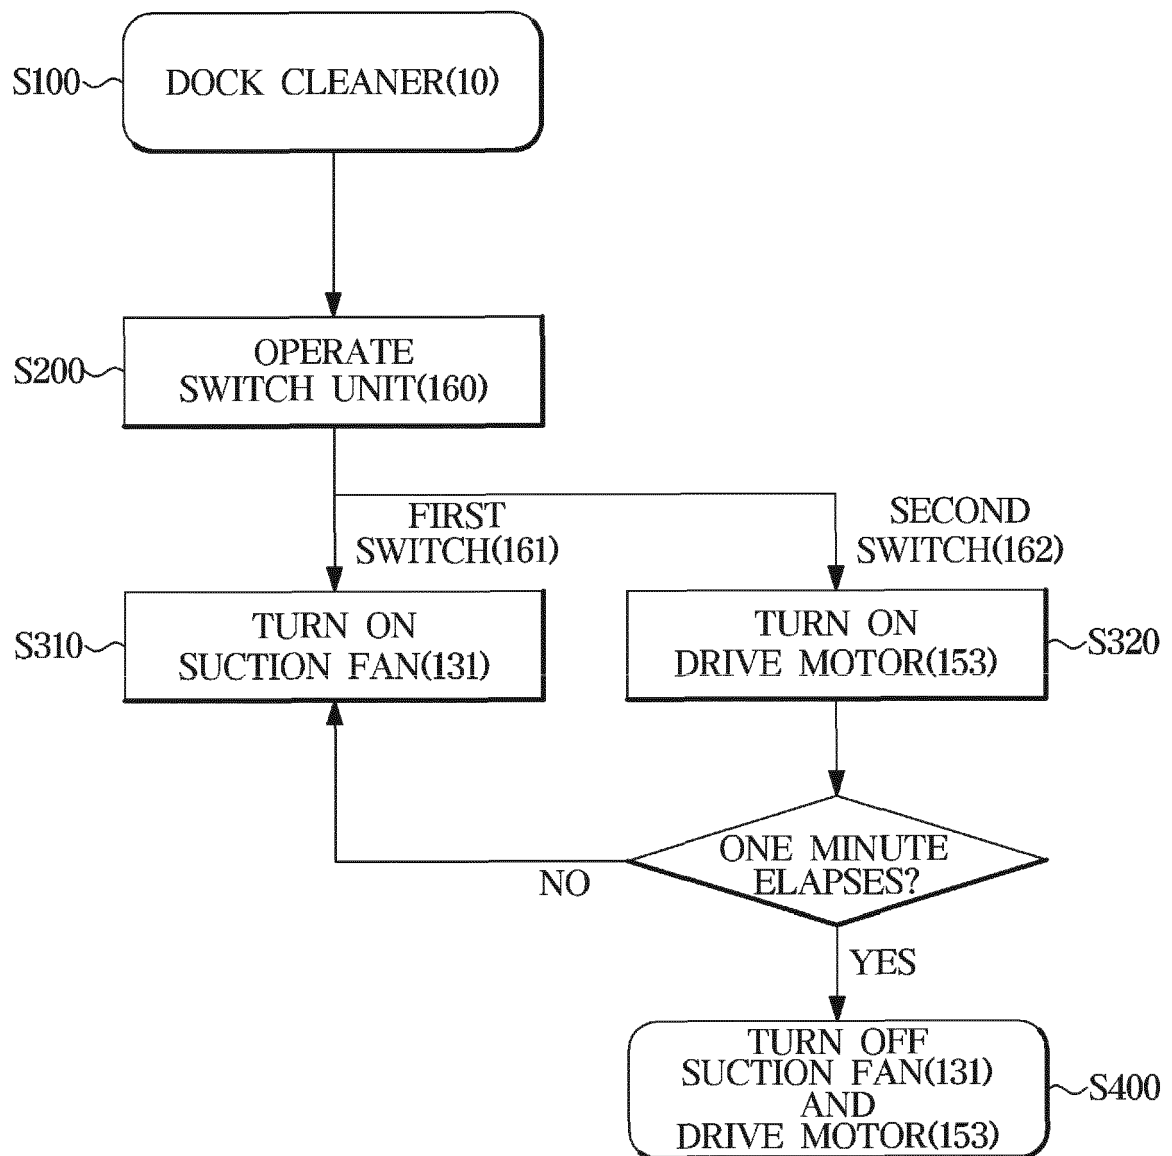 S100
DOCK CLEANER(10)
S200
OPERATE
SWITCH UNIT(160)
FIRST
SWITCH(161)
SECOND
SWITCH(162)
S310
TURN ON
SUCTION FAN(131)
TURN ON
DRIVE MOTOR(153)
S320
ONE MINUTE
ELAPSES?
NO
YES
TURN OFF
SUCTION FAN(131)
AND
DRIVE MOTOR(153)
S400